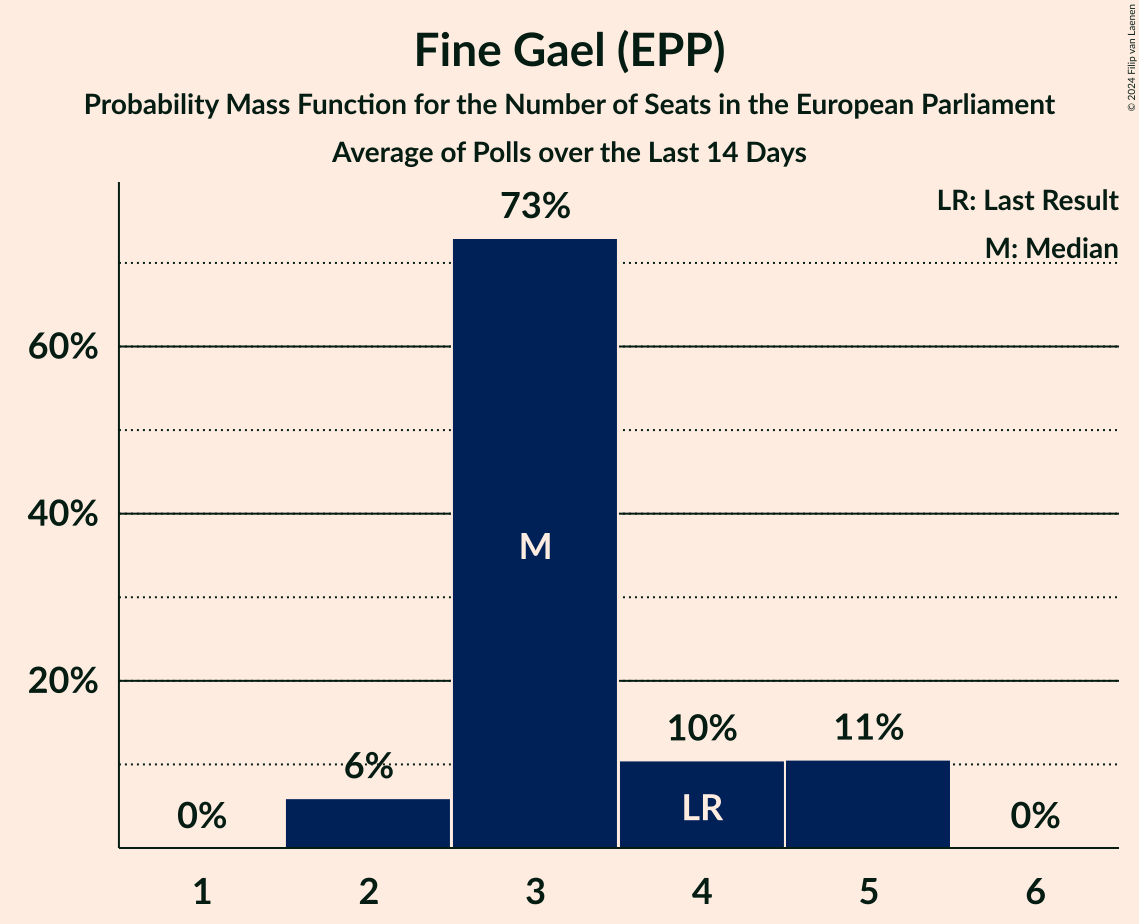 Fine Gael (EPP)
Probability Mass Function for the Number of Seats in the European Parliament
Average of Polls over the Last 14 Days
© 2024 Filip van Laenen
LR: Last Result
M: Median
73%
60%
40%
M
20%
10%
11%
6%
LR
0%
0%
1 2 3 4 5 6